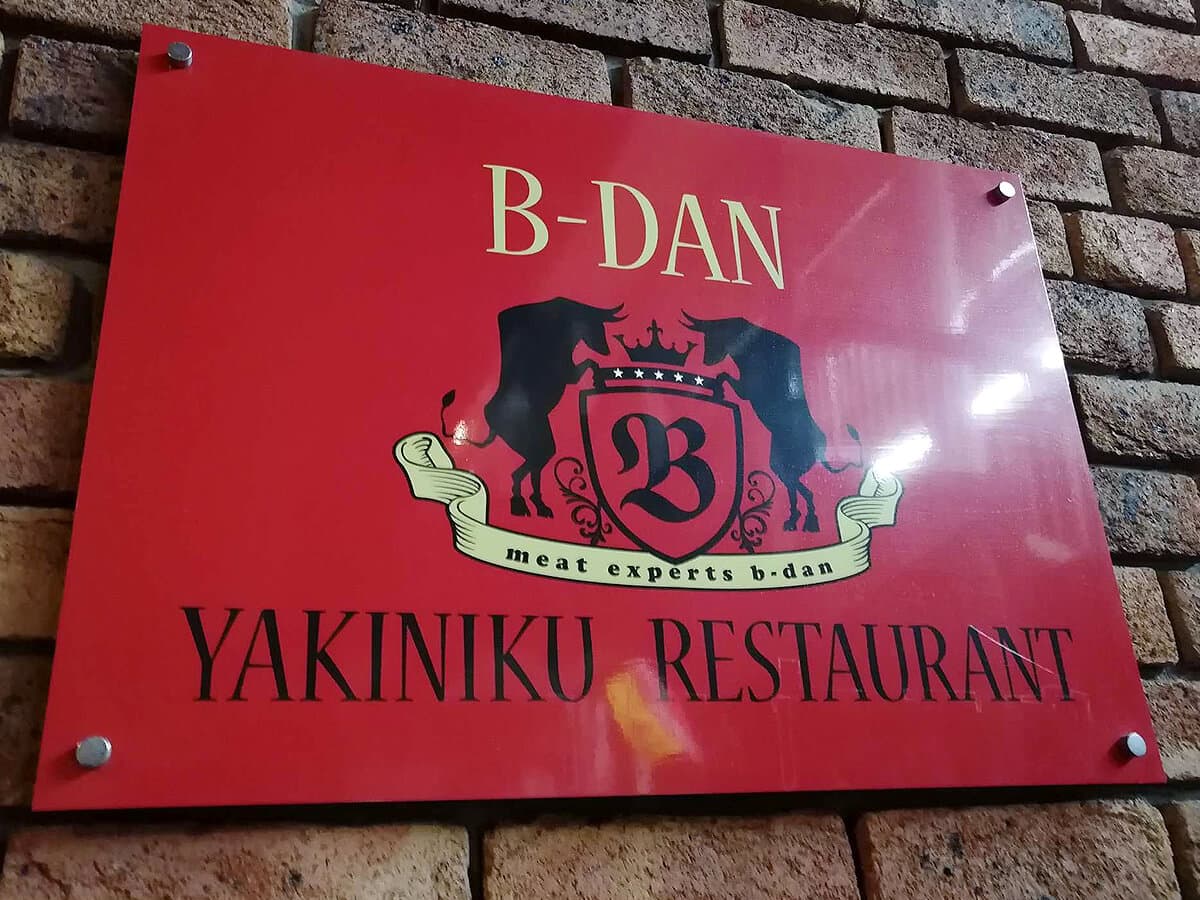 B-DAN
B
meat experts b-dan
YAKINIKU RESTAURANT